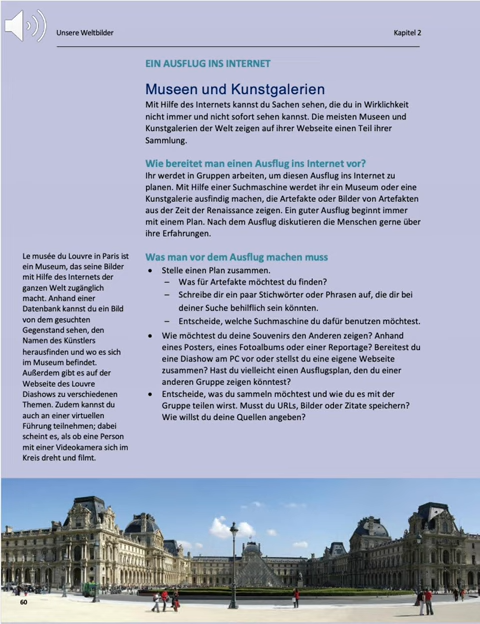 Unsere Weltbilder
Kapitel 2
EIN AUSFLUG INS INTERNET
Museen und Kunstgalerien
Mit Hilfe des Internets kannst du Sachen sehen, die du in Wirklichkeit
nicht immer und nicht sofort sehen kannst. Die meisten Museen und
Kunstgalerien der Welt zeigen auf ihrer Webseite einen Teil ihrer
Sammlung.
Wie bereitet man einen Ausflug ins Internet vor?
Ihr werdet in Gruppen arbeiten, um diesen Ausflug ins Internet zu
planen. Mit Hilfe einer Suchmaschine werdet ihr ein Museum oder eine
Kunstgalerie ausfindig machen, die Artefakte oder Bilder von Artefakten
aus der Zeit der Renaissance zeigen. Ein guter Ausflug beginnt immer
mit einem Plan. Nach dem Ausflug diskutieren die Menschen gerne über
ihre Erfahrungen.
Was man vor dem Ausflug machen muss
• Stelle einen Plan zusammen.
– Was für Artefakte möchtest du finden?
– Schreibe dir ein paar Stichwörter oder Phrasen auf, die dir bei
deiner Suche behilflich sein könnten.
– Entscheide, welche Suchmaschine du dafür benutzen möchtest.
• Wie möchtest du deine Souvenirs den Anderen zeigen? Anhand
eines Posters, eines Fotoalbums oder einer Reportage? Bereitest du
eine Diashow am PC vor oder stellst du eine eigene Webseite
zusammen? Hast du vielleicht einen Ausflugsplan, den du einer
anderen Gruppe zeigen könntest?
• Entscheide, was du sammeln möchtest und wie du es mit der
Gruppe teilen wirst. Musst du URLs, Bilder oder Zitate speichern?
Wie willst du deine Quellen angeben?
Le musée du Louvre in Paris ist
ein Museum, das seine Bilder
mit Hilfe des Internets der
ganzen Welt zugänglich
macht. Anhand einer
Datenbank kannst du ein Bild
von dem gesuchten
Gegenstand sehen, den
Namen des Künstlers
herausfinden und wo es sich
im Museum befindet.
Außerdem gibt es auf der
Webseite des Louvre
Diashows zu verschiedenen
Themen. Zudem kannst du
auch an einer virtuellen
Führung teilnehmen; dabei
scheint es, als ob eine Person
mit einer Videokamera sich im
Kreis dreht und filmt.
60